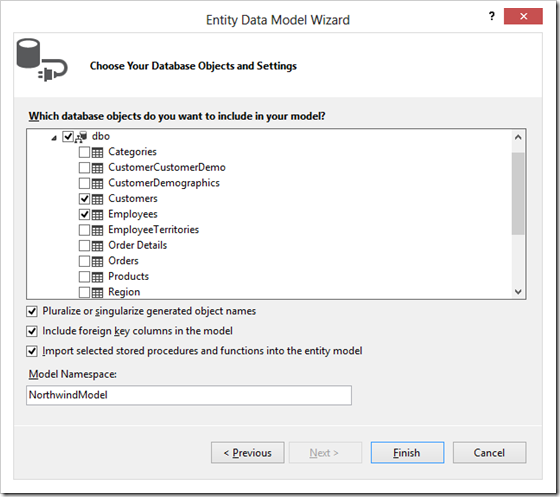 Entity Data Model Wizard
?
Choose Your Database Objects and Settings
Which database objects do you want to include in your model?
dbo
Categories
CustomerCustomerDemo
CustomerDemographics
Customers
Employees
EmployeeTerritories
Order Details
Orders
Products
Region
Pluralize or singularize generated object names
Include foreign key columns in the model
Import selected stored procedures and functions into the entity model
Model Namespace:
NorthwindModel
< Previous Next > Finish Cancel